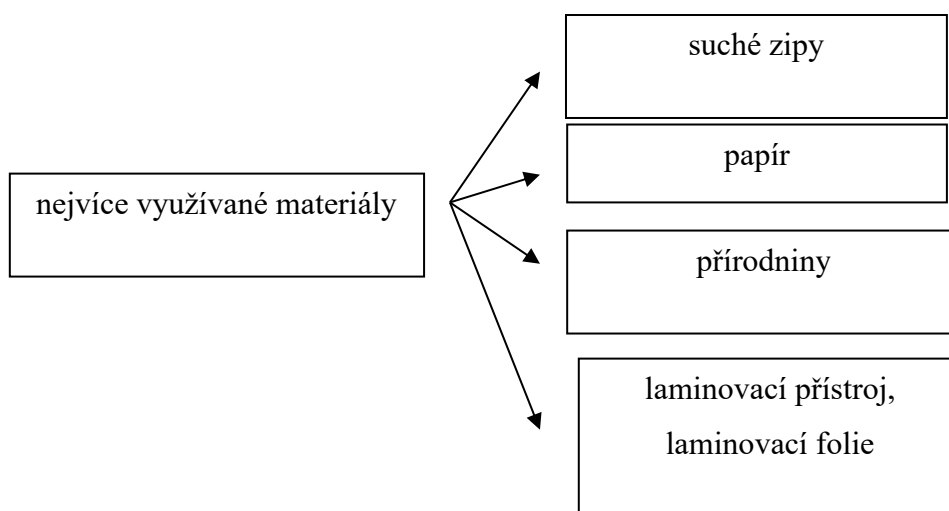 suché zipy
papír
nejvíce využívané materiály
přírodniny
laminovací přístroj,
laminovací folie